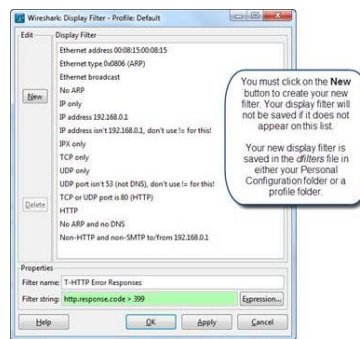 Wireshark: Display Filter - Profile: Default
Edit
Display Filter
Ethernet address 00:08:15:00:08:15
Ethernet type 0x0806 (ARP)
Ethernet broadcast
No ARP
IP only
IP address 192.168.0.1
IP address isn't 192.168.0.1, don't use != for this!
IPX only
TCP only
UDP only
UDP port isn't 53 (not DNS), don't use != for this!
TCP or UDP port is 80 (HTTP)
HTTP
No ARP and no DNS
Non-HTTP and non-SMTP to/from 192.168.0.1
New
Delete
You must click on the New
button to create your new
filter. Your display filter will
not be saved if it does not
appear on this list.
Your new display filter is
saved in the dfilters file in
either your Personal
Configuration folder or a
profile folder.
Properties
Filter name: T-HTTP Error Responses
Filter string: http.response.code > 399
Expression...
Help
OK
Apply
Cancel